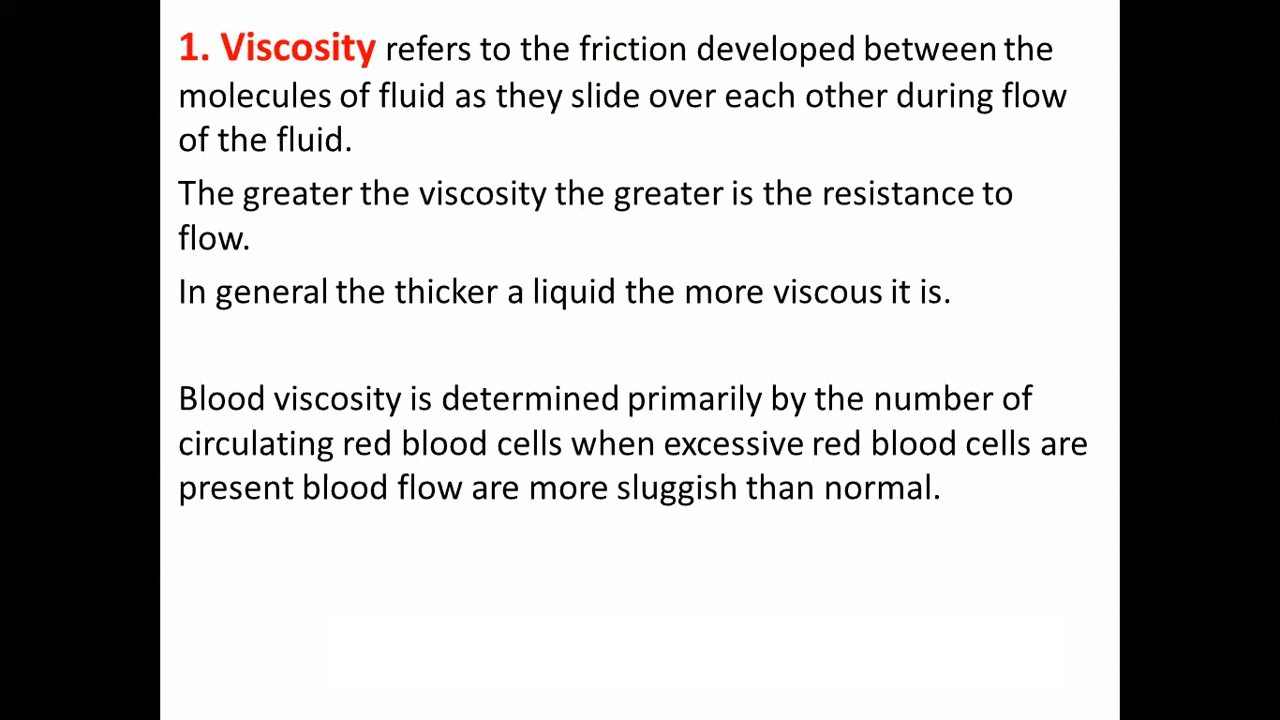 1. Viscosity refers to the friction developed between the
molecules of fluid as they slide over each other during flow
of the fluid.
The greater the viscosity the greater is the resistance to
flow.
In general the thicker a liquid the more viscous it is.
Blood viscosity is determined primarily by the number of
circulating red blood cells when excessive red blood cells are
present blood flow are more sluggish than normal.